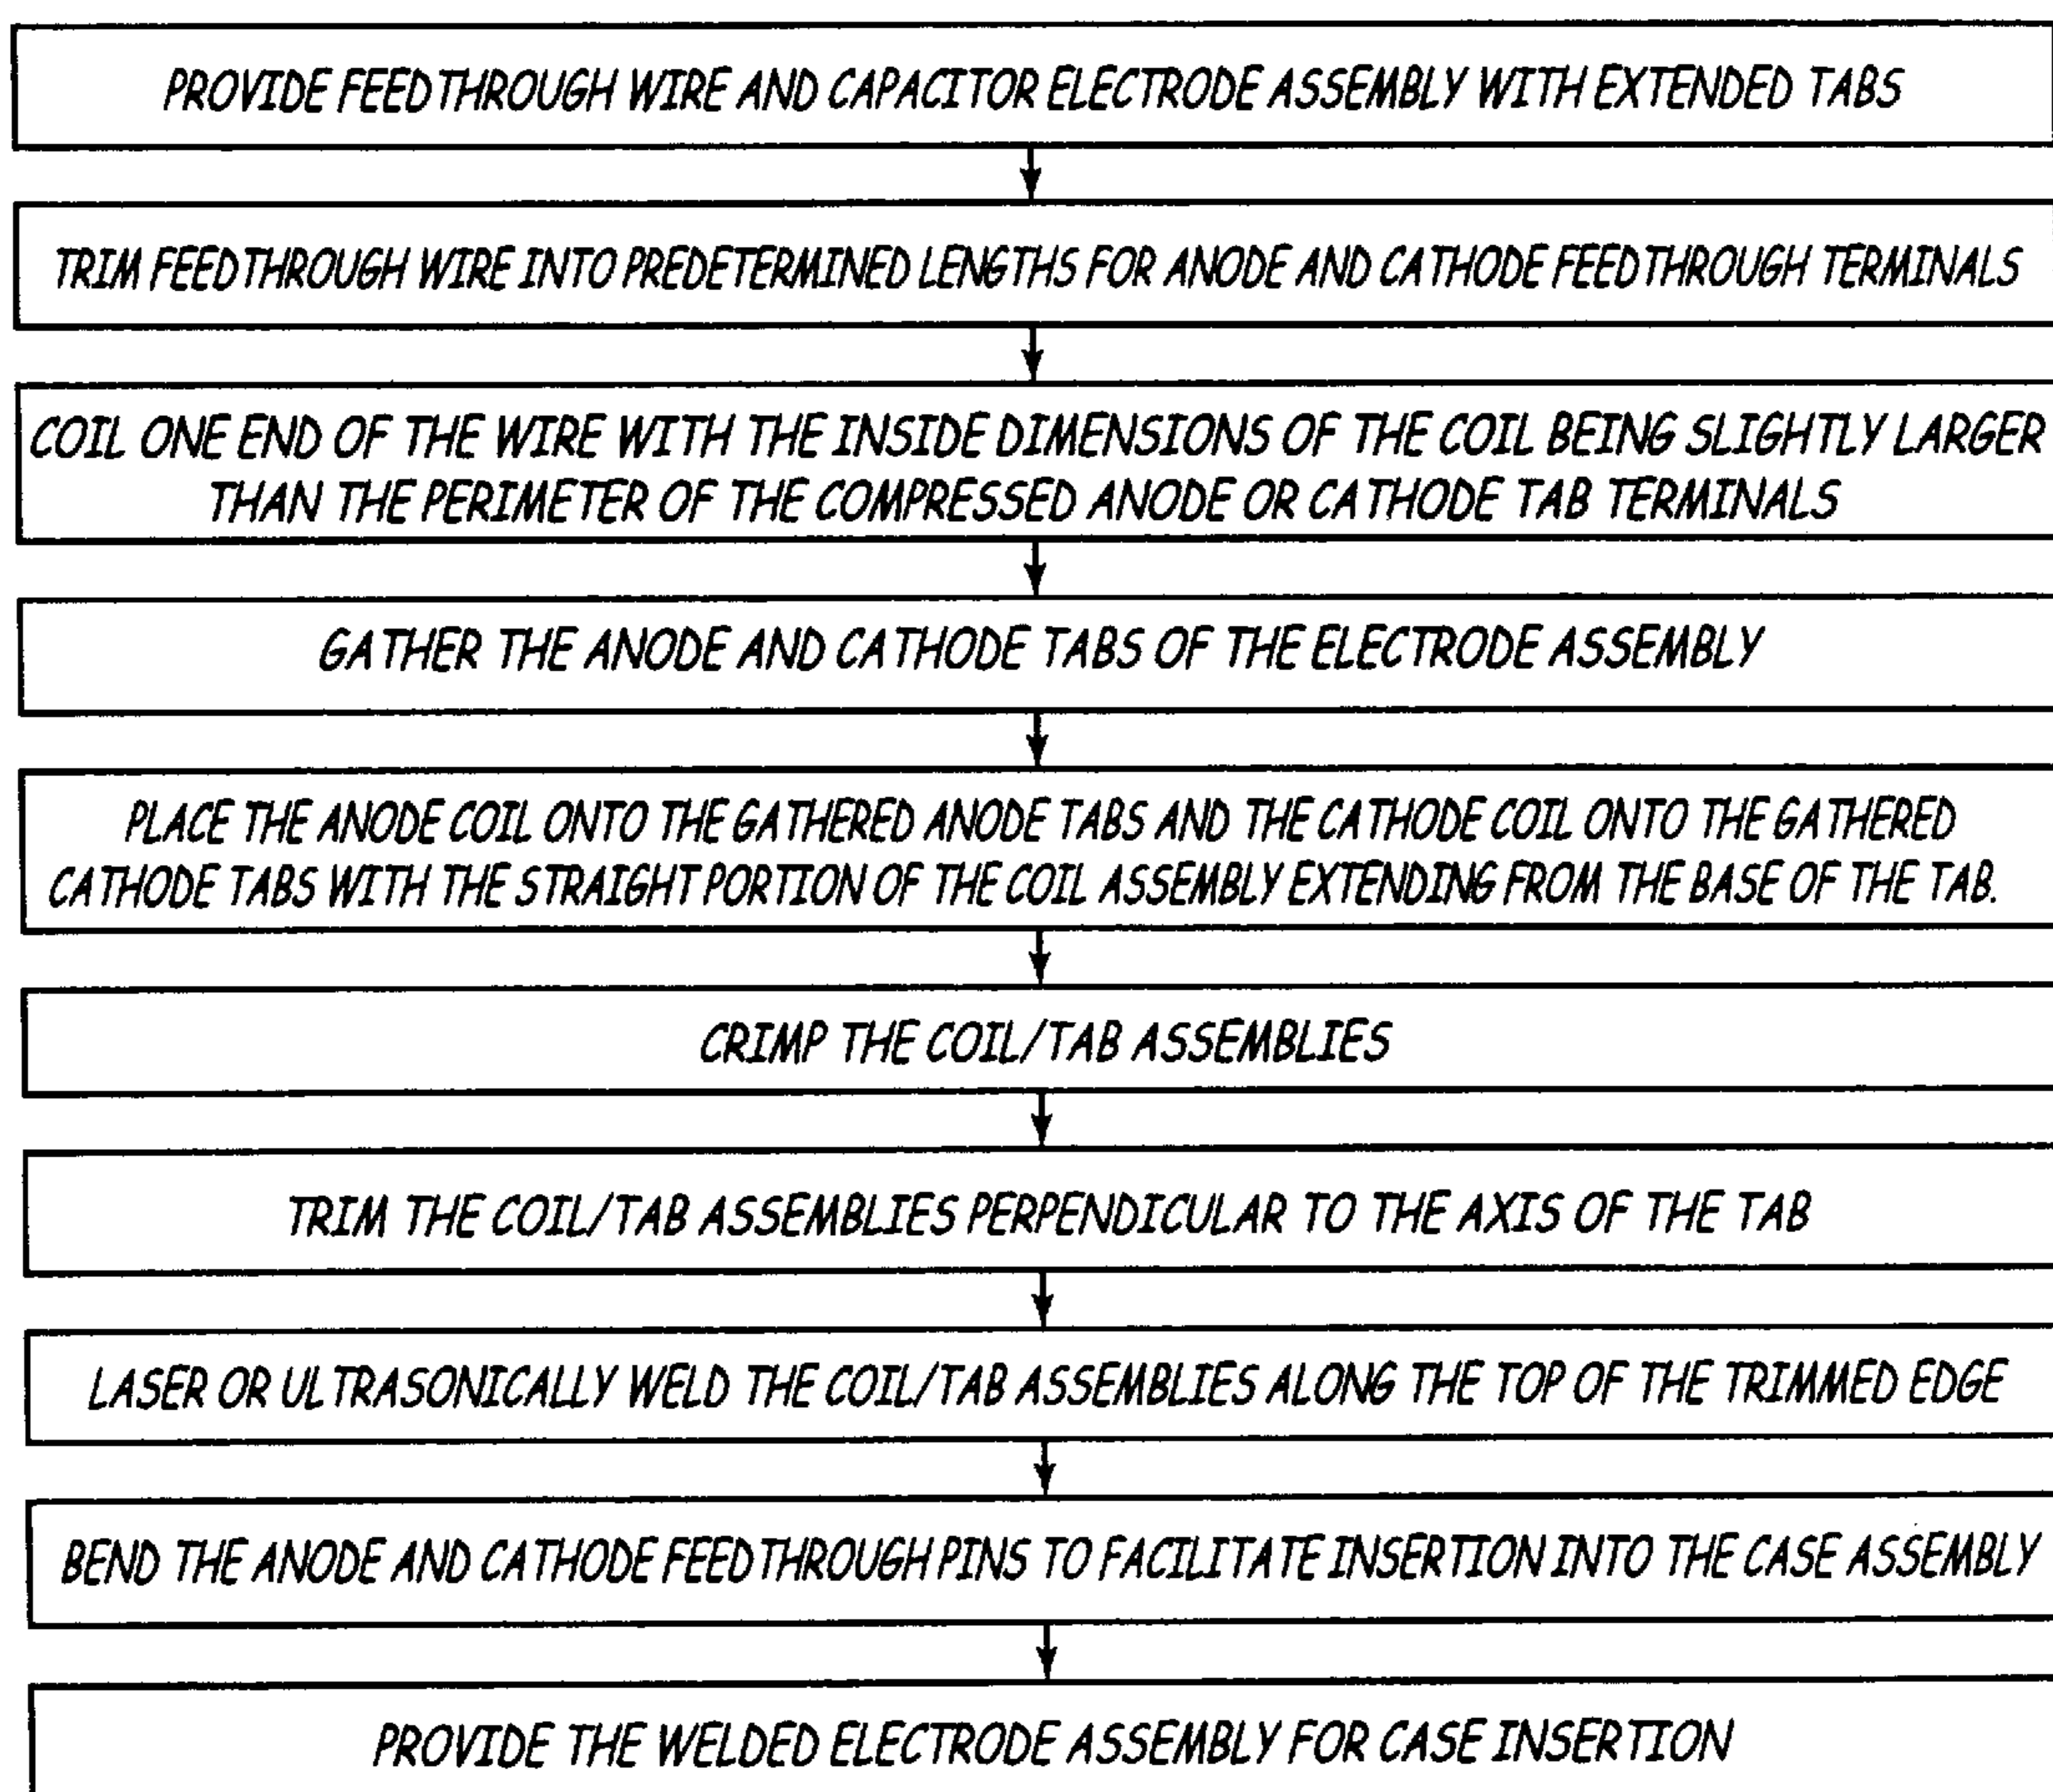 PROVIDE FEEDTHROUGH WIRE AND CAPACITOR ELECTRODE ASSEMBLY WITH EXTENDED TABS
TRIM FEEDTHROUGH WIRE INTO PREDETERMINED LENGTHS FOR ANODE AND CATHODE FEEDTHROUGH TERMINALS
COIL ONE END OF THE WIRE WITH THE INSIDE DIMENSIONS OF THE COIL BEING SLIGHTLY LARGER
THAN THE PERIMETER OF THE COMPRESSED ANODE OR CATHODE TAB TERMINALS
GATHER THE ANODE AND CATHODE TABS OF THE ELECTRODE ASSEMBLY
PLACE THE ANODE COIL ONTO THE GATHERED ANODE TABS AND THE CATHODE COIL ONTO THE GATHERED
CATHODE TABS WITH THE STRAIGHT PORTION OF THE COIL ASSEMBLY EXTENDING FROM THE BASE OF THE TAB.
CRIMP THE COIL/TAB ASSEMBLIES
TRIM THE COIL/TAB ASSEMBLIES PERPENDICULAR TO THE AXIS OF THE TAB
LASER OR ULTRASONICALLY WELD THE COIL/TAB ASSEMBLIES ALONG THE TOP OF THE TRIMMED EDGE
BEND THE ANODE AND CATHODE FEEDTHROUGH PINS TO FACILITATE INSERTION INTO THE CASE ASSEMBLY
PROVIDE THE WELDED ELECTRODE ASSEMBLY FOR CASE INSERTION